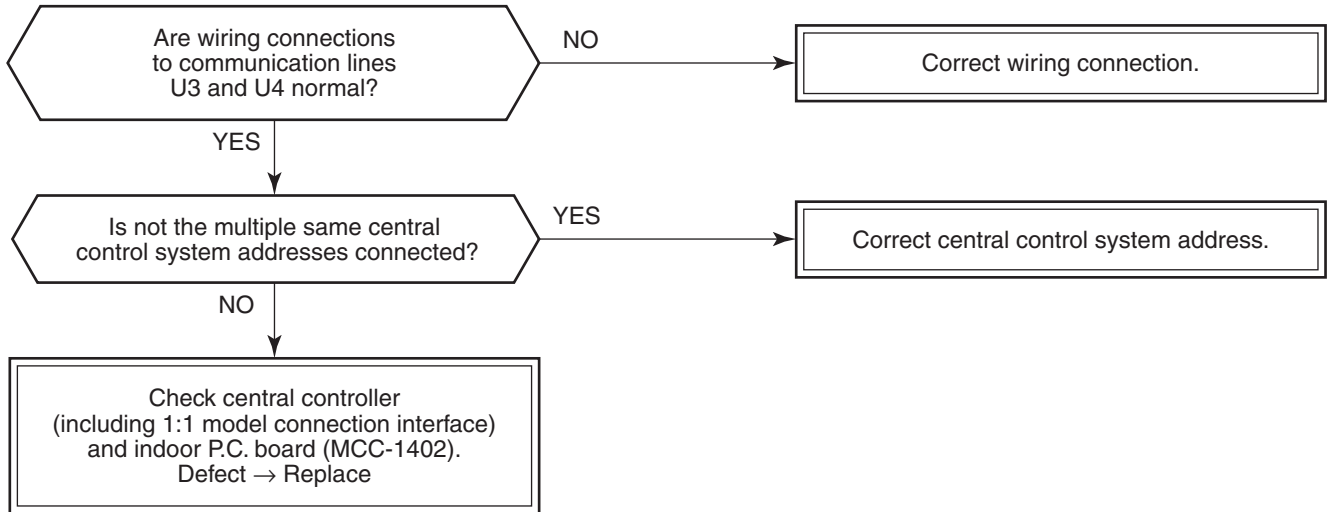 Are wiring connections
to communication lines
U3 and U4 normal?
NO
Correct wiring connection.
YES
Is not the multiple same central
control system addresses connected?
YES
Correct central control system address.
NO
Check central controller
(including 1:1 model connection interface)
and indoor P.C. board (MCC-1402).
Defect → Replace